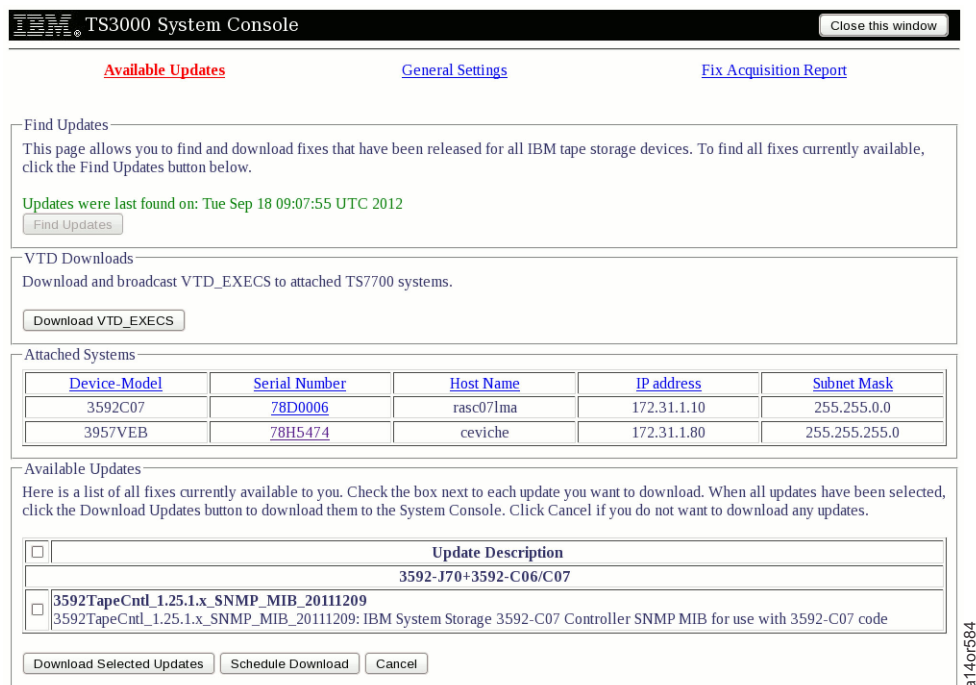 IBM® TS3000 System Console
Close this window
Available Updates
General Settings
Fix Acquisition Report
Find Updates
This page allows you to find and download fixes that have been released for all IBM tape storage devices. To find all fixes currently available,
click the Find Updates button below.
Updates were last found on: Tue Sep 18 09:07:55 UTC 2012
Find Updates
VTD Downloads
Download and broadcast VTD_EXECS to attached TS7700 systems.
Download VTD_EXECS
Attached Systems
Device-Model Serial Number Host Name IP address Subnet Mask
3592C07 78D0006 rasc07lma 172.31.1.10 255.255.0.0
3957VEB 78H5474 ceviche 172.31.1.80 255.255.255.0
Available Updates
Here is a list of all fixes currently available to you. Check the box next to each update you want to download. When all updates have been selected,
click the Download Updates button to download them to the System Console. Click Cancel if you do not want to download any updates.
Update Description
3592-J70+3592-C06/C07
3592TapeCntl_1.25.1.x_SNMP_MIB_20111209
3592TapeCntl_1.25.1.x_SNMP_MIB_20111209: IBM System Storage 3592-C07 Controller SNMP MIB for use with 3592-C07 code
Download Selected Updates
Schedule Download
Cancel
a14or584